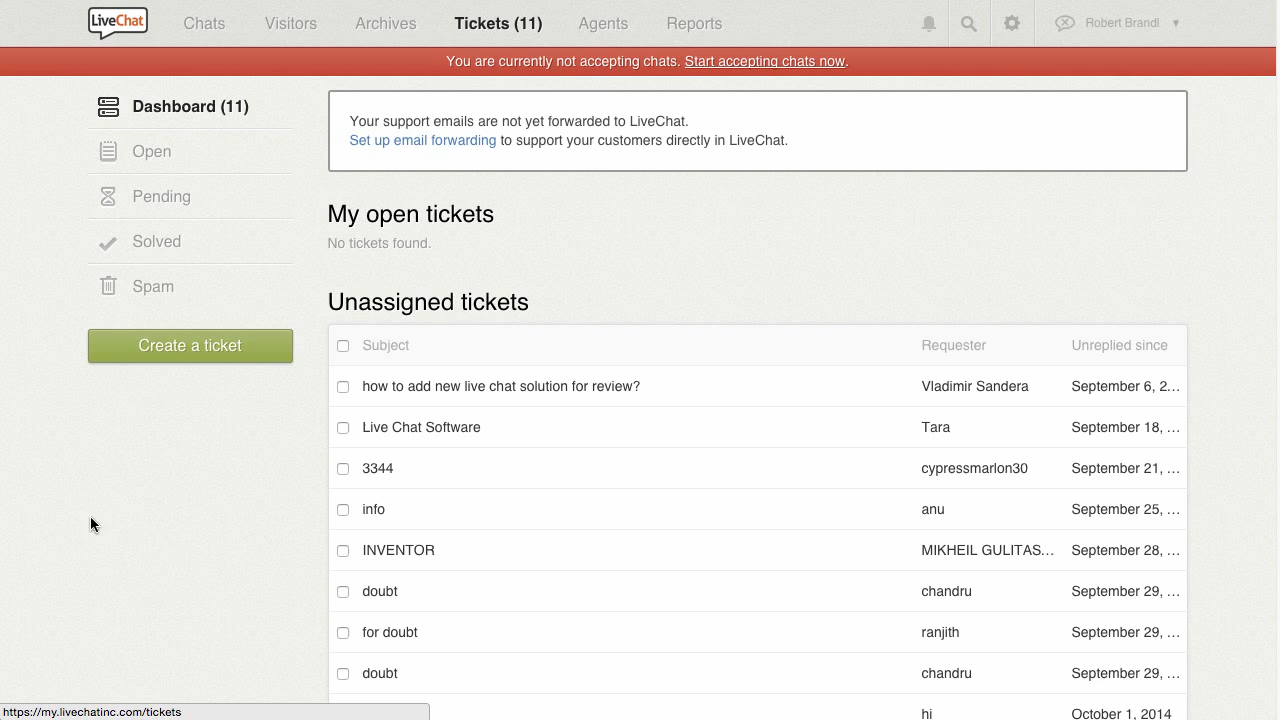 LiveChat
Chats
Visitors
Archives
Tickets (11)
Agents
Reports
Robert Brandl
You are currently not accepting chats. Start accepting chats now.
Dashboard (11)
Open
Pending
Solved
Spam
Create a ticket
Your support emails are not yet forwarded to LiveChat.
Set up email forwarding to support your customers directly in LiveChat.
My open tickets
No tickets found.
Unassigned tickets
Subject Requester Unreplied since
how to add new live chat solution for review? Vladimir Sandera September 6, 2...
Live Chat Software Tara September 18, ...
3344 cypressmarlon30 September 21, ...
info anu September 25, ...
INVENTOR MIKHEIL GULITAS... September 28, ...
doubt chandru September 29, ...
for doubt ranjith September 29, ...
doubt chandru September 29, ...
hi October 1, 2014
https://my.livechatinc.com/tickets